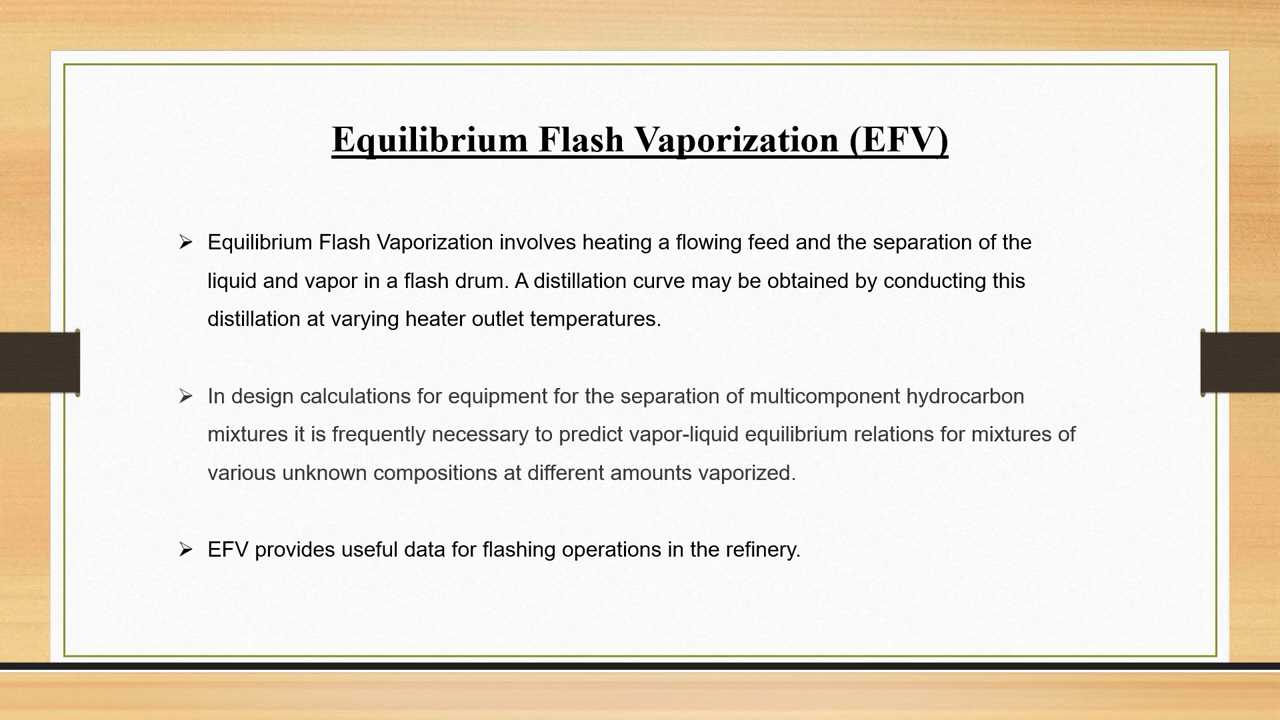 Equilibrium Flash Vaporization (EFV)
➢ Equilibrium Flash Vaporization involves heating a flowing feed and the separation of the
liquid and vapor in a flash drum. A distillation curve may be obtained by conducting this
distillation at varying heater outlet temperatures.
➢ In design calculations for equipment for the separation of multicomponent hydrocarbon
mixtures it is frequently necessary to predict vapor-liquid equilibrium relations for mixtures of
various unknown compositions at different amounts vaporized.
➢ EFV provides useful data for flashing operations in the refinery.